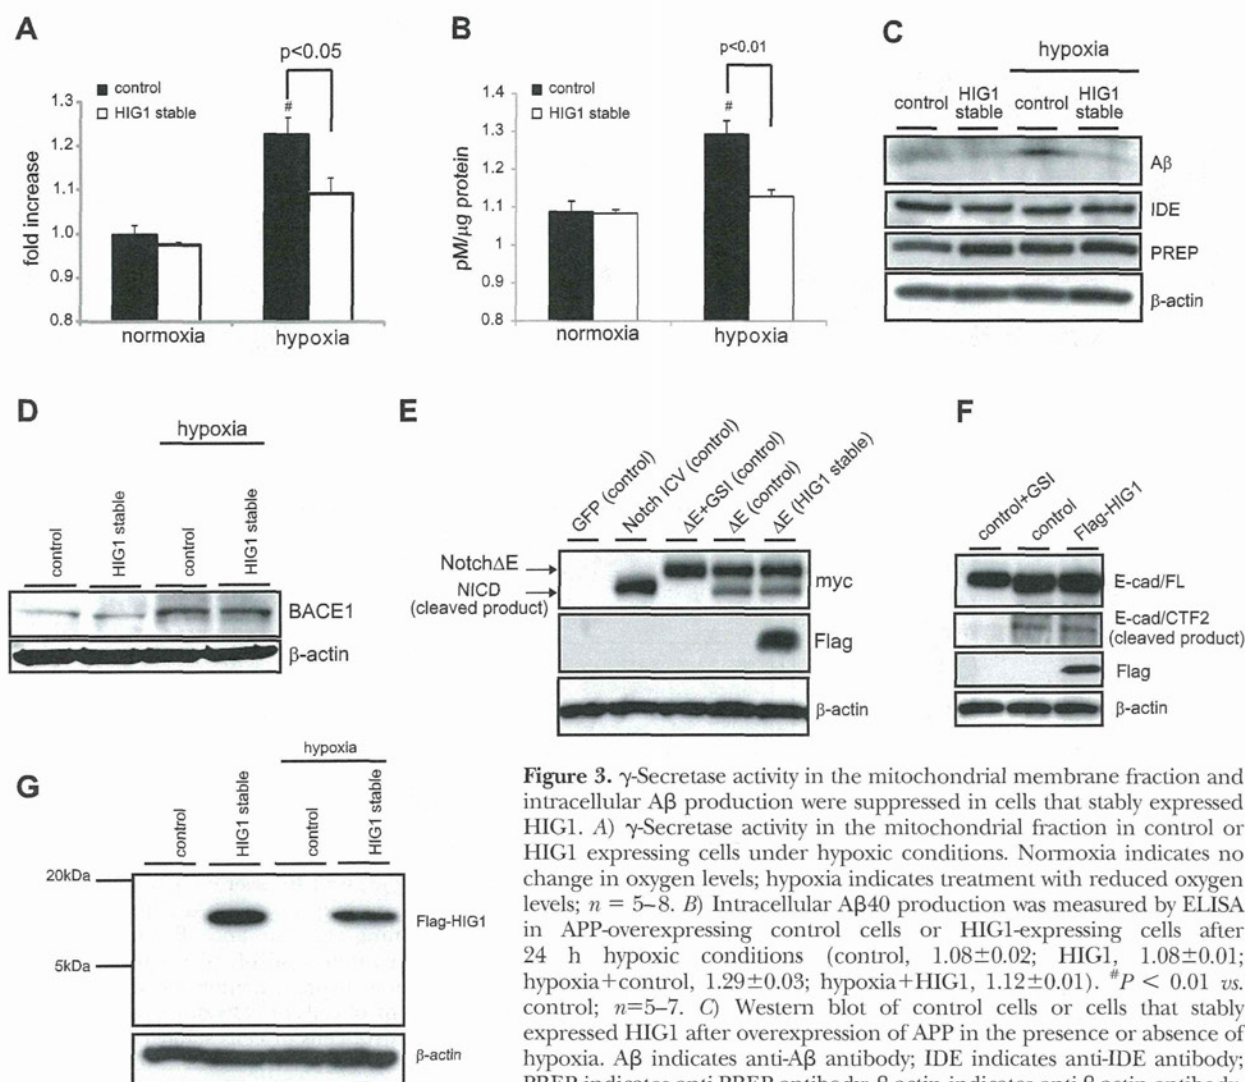 A
p<0.05
control
HIG1 stable
#
fold increase
1.3
1.2
1.1
1.0
0.9
0.8
normoxia
hypoxia
B
p<0.01
control
HIG1 stable
#
pM/µg protein
1.4
1.3
1.2
1.1
1
0.9
0.8
normoxia
hypoxia
C
hypoxia
control
HIG1 stable
control
HIG1 stable
Aβ
IDE
PREP
β-actin
D
hypoxia
control
HIG1 stable
control
HIG1 stable
BACE1
β-actin
E
GFP (control)
Notch ICV (control)
ΔE+GSI (control)
ΔE (control)
ΔE (HIG1 stable)
NotchΔE
NICD
(cleaved product)
myc
Flag
β-actin
F
control+GSI
control
Flag-HIG1
E-cad/FL
E-cad/CTF2
(cleaved product)
Flag
β-actin
G
hypoxia
control
HIG1 stable
control
HIG1 stable
20kDa
5kDa
Flag-HIG1
β-actin
Figure 3. γ-Secretase activity in the mitochondrial membrane fraction and
intracellular Aβ production were suppressed in cells that stably expressed
HIG1. A) γ-Secretase activity in the mitochondrial fraction in control or
HIG1 expressing cells under hypoxic conditions. Normoxia indicates no
change in oxygen levels; hypoxia indicates treatment with reduced oxygen
levels; n = 5–8. B) Intracellular Aβ40 production was measured by ELISA
in APP-overexpressing control cells or HIG1-expressing cells after
24 h hypoxic conditions (control, 1.08±0.02; HIG1, 1.08±0.01;
hypoxia+control, 1.29±0.03; hypoxia+HIG1, 1.12±0.01). #P < 0.01 vs.
control; n=5–7. C) Western blot of control cells or cells that stably
expressed HIG1 after overexpression of APP in the presence or absence of
hypoxia. Aβ indicates anti-Aβ antibody; IDE indicates anti-IDE antibody;
PREP indicates anti-PREP antibody; β-actin indicates anti-β-actin antibody.